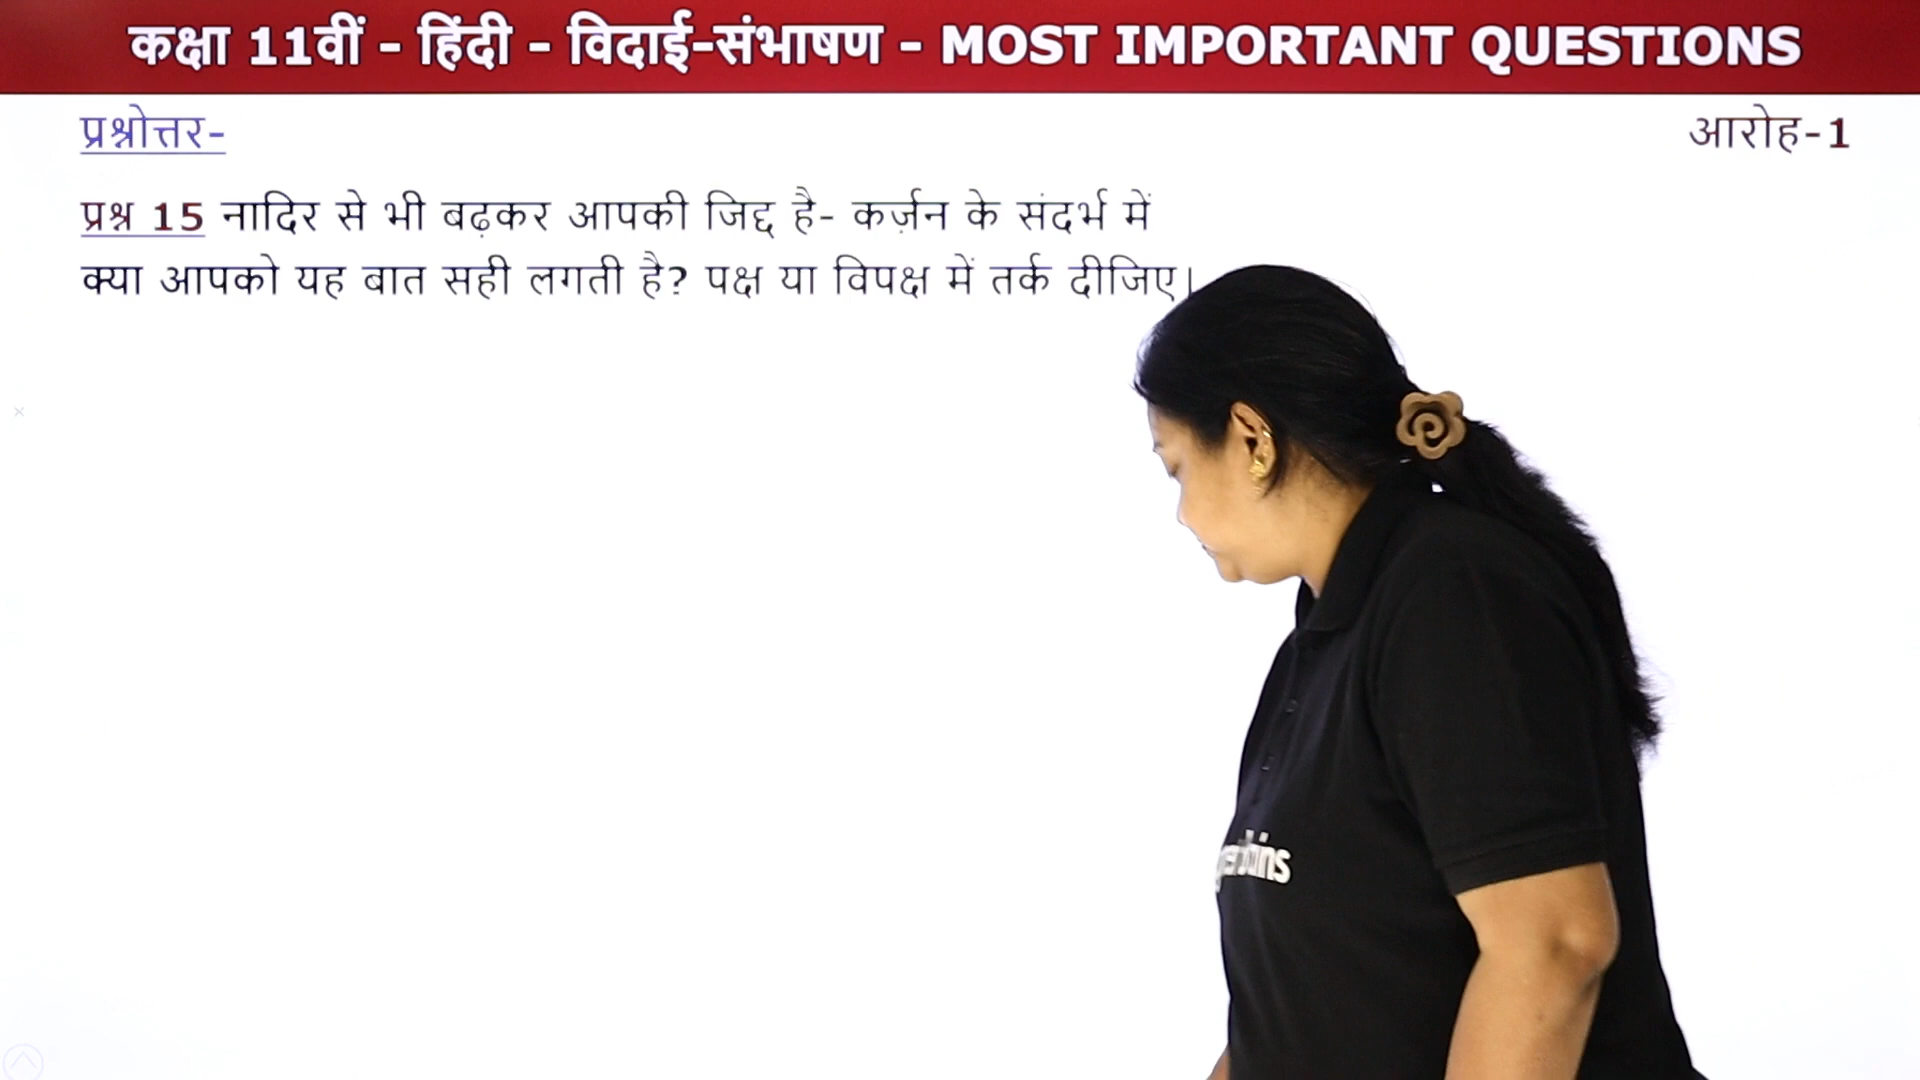 कक्षा 11वीं - हिंदी - विदाई-संभाषण - MOST IMPORTANT QUESTIONS
प्रश्नोत्तर-
आरोह-1
प्रश्न 15 नादिर से भी बढ़कर आपकी जिद्द है- कर्ज़न के संदर्भ में
क्या आपको यह बात सही लगती है? पक्ष या विपक्ष में तर्क दीजिए।